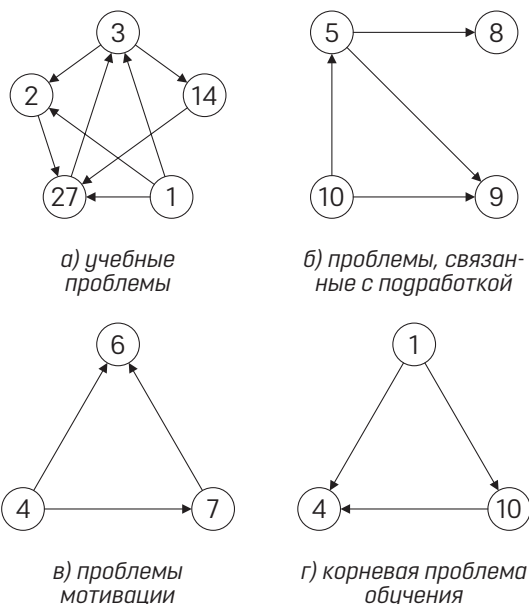 3
2
14
27
1
5
8
10
9
а) учебные
проблемы
б) проблемы, связан-
ные с подработкой
6
4
7
1
4
10
в) проблемы
мотивации
г) корневая проблема
обучения